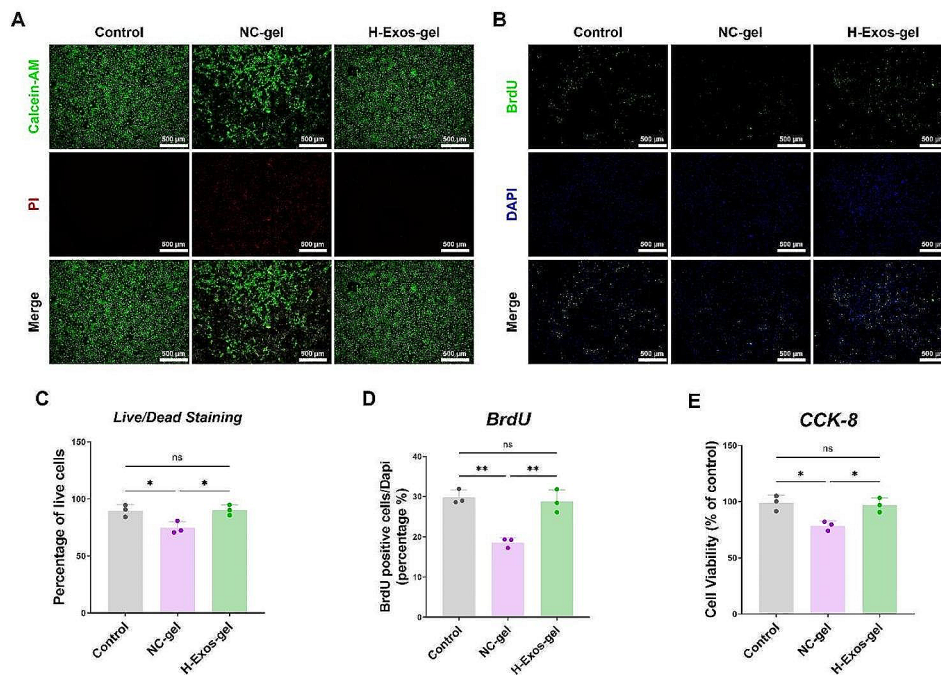 A
Control NC-gel H-Exos-gel
Calcein-AM
500 μm 500 μm 500 μm
PI
500 μm 500 μm 500 μm
Merge
500 μm 500 μm 500 μm
B
Control NC-gel H-Exos-gel
BrdU
500 μm 500 μm 500 μm
DAPI
500 μm 500 μm 500 μm
Merge
500 μm 500 μm 500 μm
C
Live/Dead Staining
Percentage of live cells
150
100
50
0
ns
* *
Control NC-gel H-Exos-gel
D
BrdU
BrdU positive cells/Dapi
(percentage %)
40
30
20
10
0
ns
** **
Control NC-gel H-Exos-gel
E
CCK-8
Cell Viability (% of control)
150
100
50
0
ns
* *
Control NC-gel H-Exos-gel